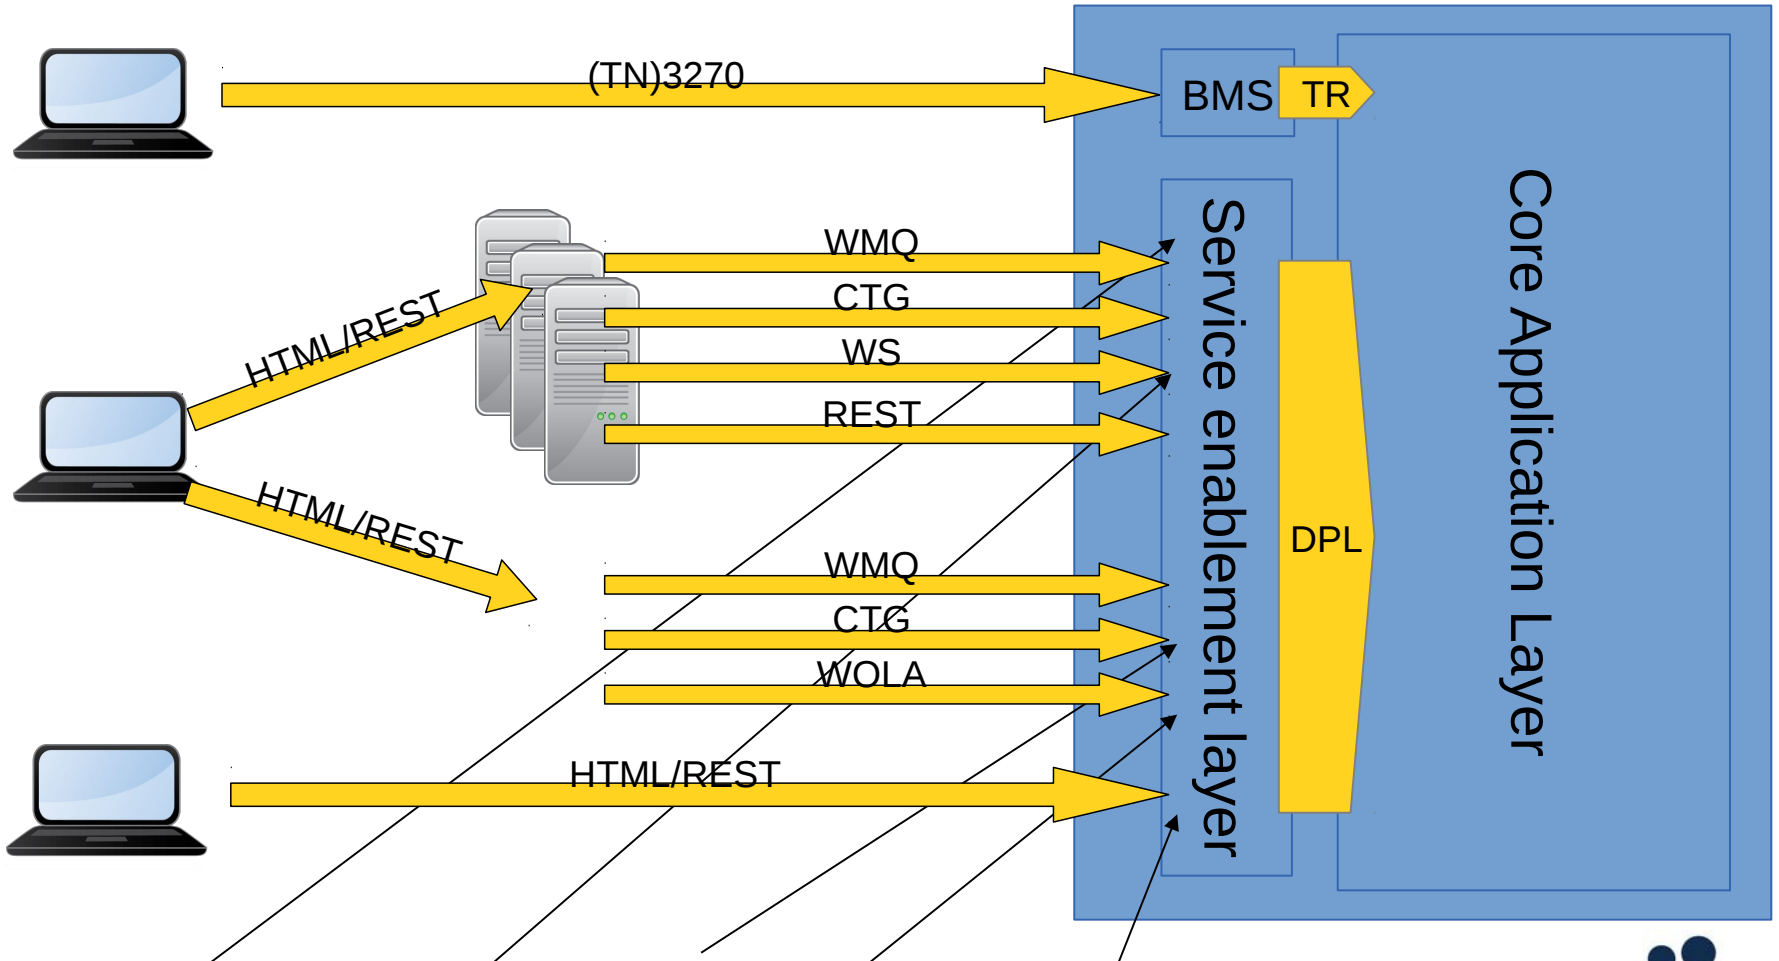 (TN)3270
BMS
TR
WMQ
CTG
WS
REST
HTML/REST
HTML/REST
WMQ
CTG
WOLA
HTML/REST
Service enablement layer
DPL
Core Application Layer